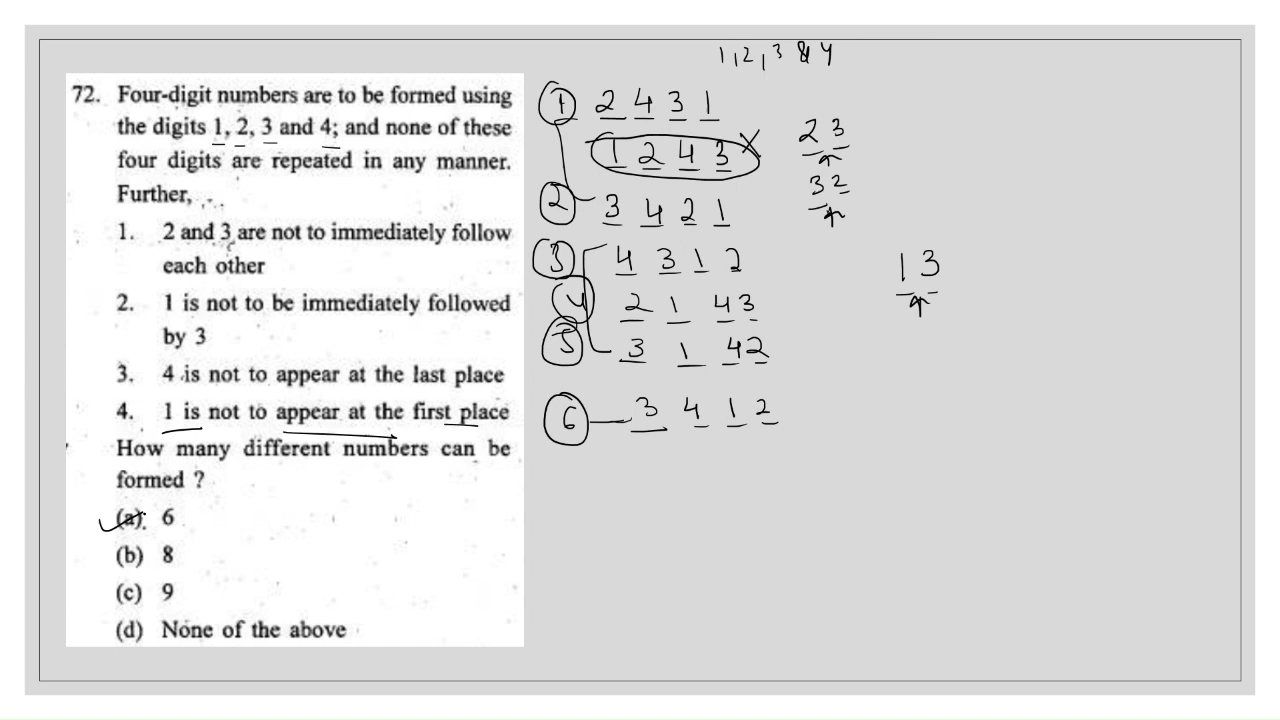 72. Four-digit numbers are to be formed using
the digits 1, 2, 3 and 4; and none of these
four digits are repeated in any manner.
Further,
1. 2 and 3 are not to immediately follow
each other
2. 1 is not to be immediately followed
by 3
3. 4 is not to appear at the last place
4. 1 is not to appear at the first place
How many different numbers can be
formed ?
(a) 6
(b) 8
(c) 9
(d) None of the above
1, 2, 3 & 4
1 2 4 3 1
1 2 4 3 X
2 3 4 2 1
3 4 3 1 2
4 2 1 4 3
5 3 1 4 2
6 3 4 1 2
2 3
3 2
1 3